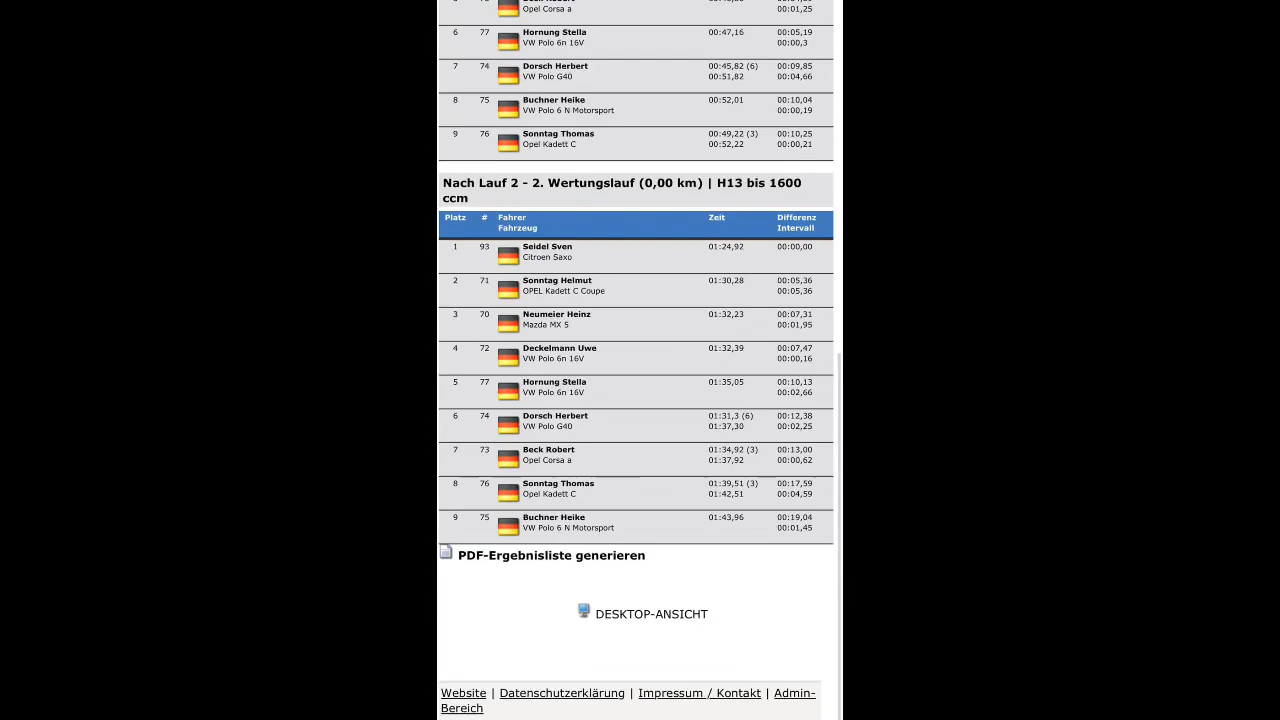 Opel Corsa a 00:01,25
6 77 Hornung Stella 00:47,16 00:05,19
VW Polo 6n 16V 00:00,3
7 74 Dorsch Herbert 00:45,82 (6) 00:09,85
VW Polo G40 00:51,82 00:04,66
8 75 Buchner Heike 00:52,01 00:10,04
VW Polo 6 N Motorsport 00:00,19
9 76 Sonntag Thomas 00:49,22 (3) 00:10,25
Opel Kadett C 00:52,22 00:00,21
Nach Lauf 2 - 2. Wertungslauf (0,00 km) | H13 bis 1600
ccm
Platz # Fahrer Zeit Differenz
Fahrzeug Intervall
1 93 Seidel Sven 01:24,92 00:00,00
Citroen Saxo
2 71 Sonntag Helmut 01:30,28 00:05,36
OPEL Kadett C Coupe 00:05,36
3 70 Neumeier Heinz 01:32,23 00:07,31
Mazda MX 5 00:01,95
4 72 Deckelmann Uwe 01:32,39 00:07,47
VW Polo 6n 16V 00:00,16
5 77 Hornung Stella 01:35,05 00:10,13
VW Polo 6n 16V 00:02,66
6 74 Dorsch Herbert 01:31,3 (6) 00:12,38
VW Polo G40 01:37,30 00:02,25
7 73 Beck Robert 01:34,92 (3) 00:13,00
Opel Corsa a 01:37,92 00:00,62
8 76 Sonntag Thomas 01:39,51 (3) 00:17,59
Opel Kadett C 01:42,51 00:04,59
9 75 Buchner Heike 01:43,96 00:19,04
VW Polo 6 N Motorsport 00:01,45
PDF-Ergebnisliste generieren
DESKTOP-ANSICHT
Website | Datenschutzerklärung | Impressum / Kontakt | Admin-
Bereich